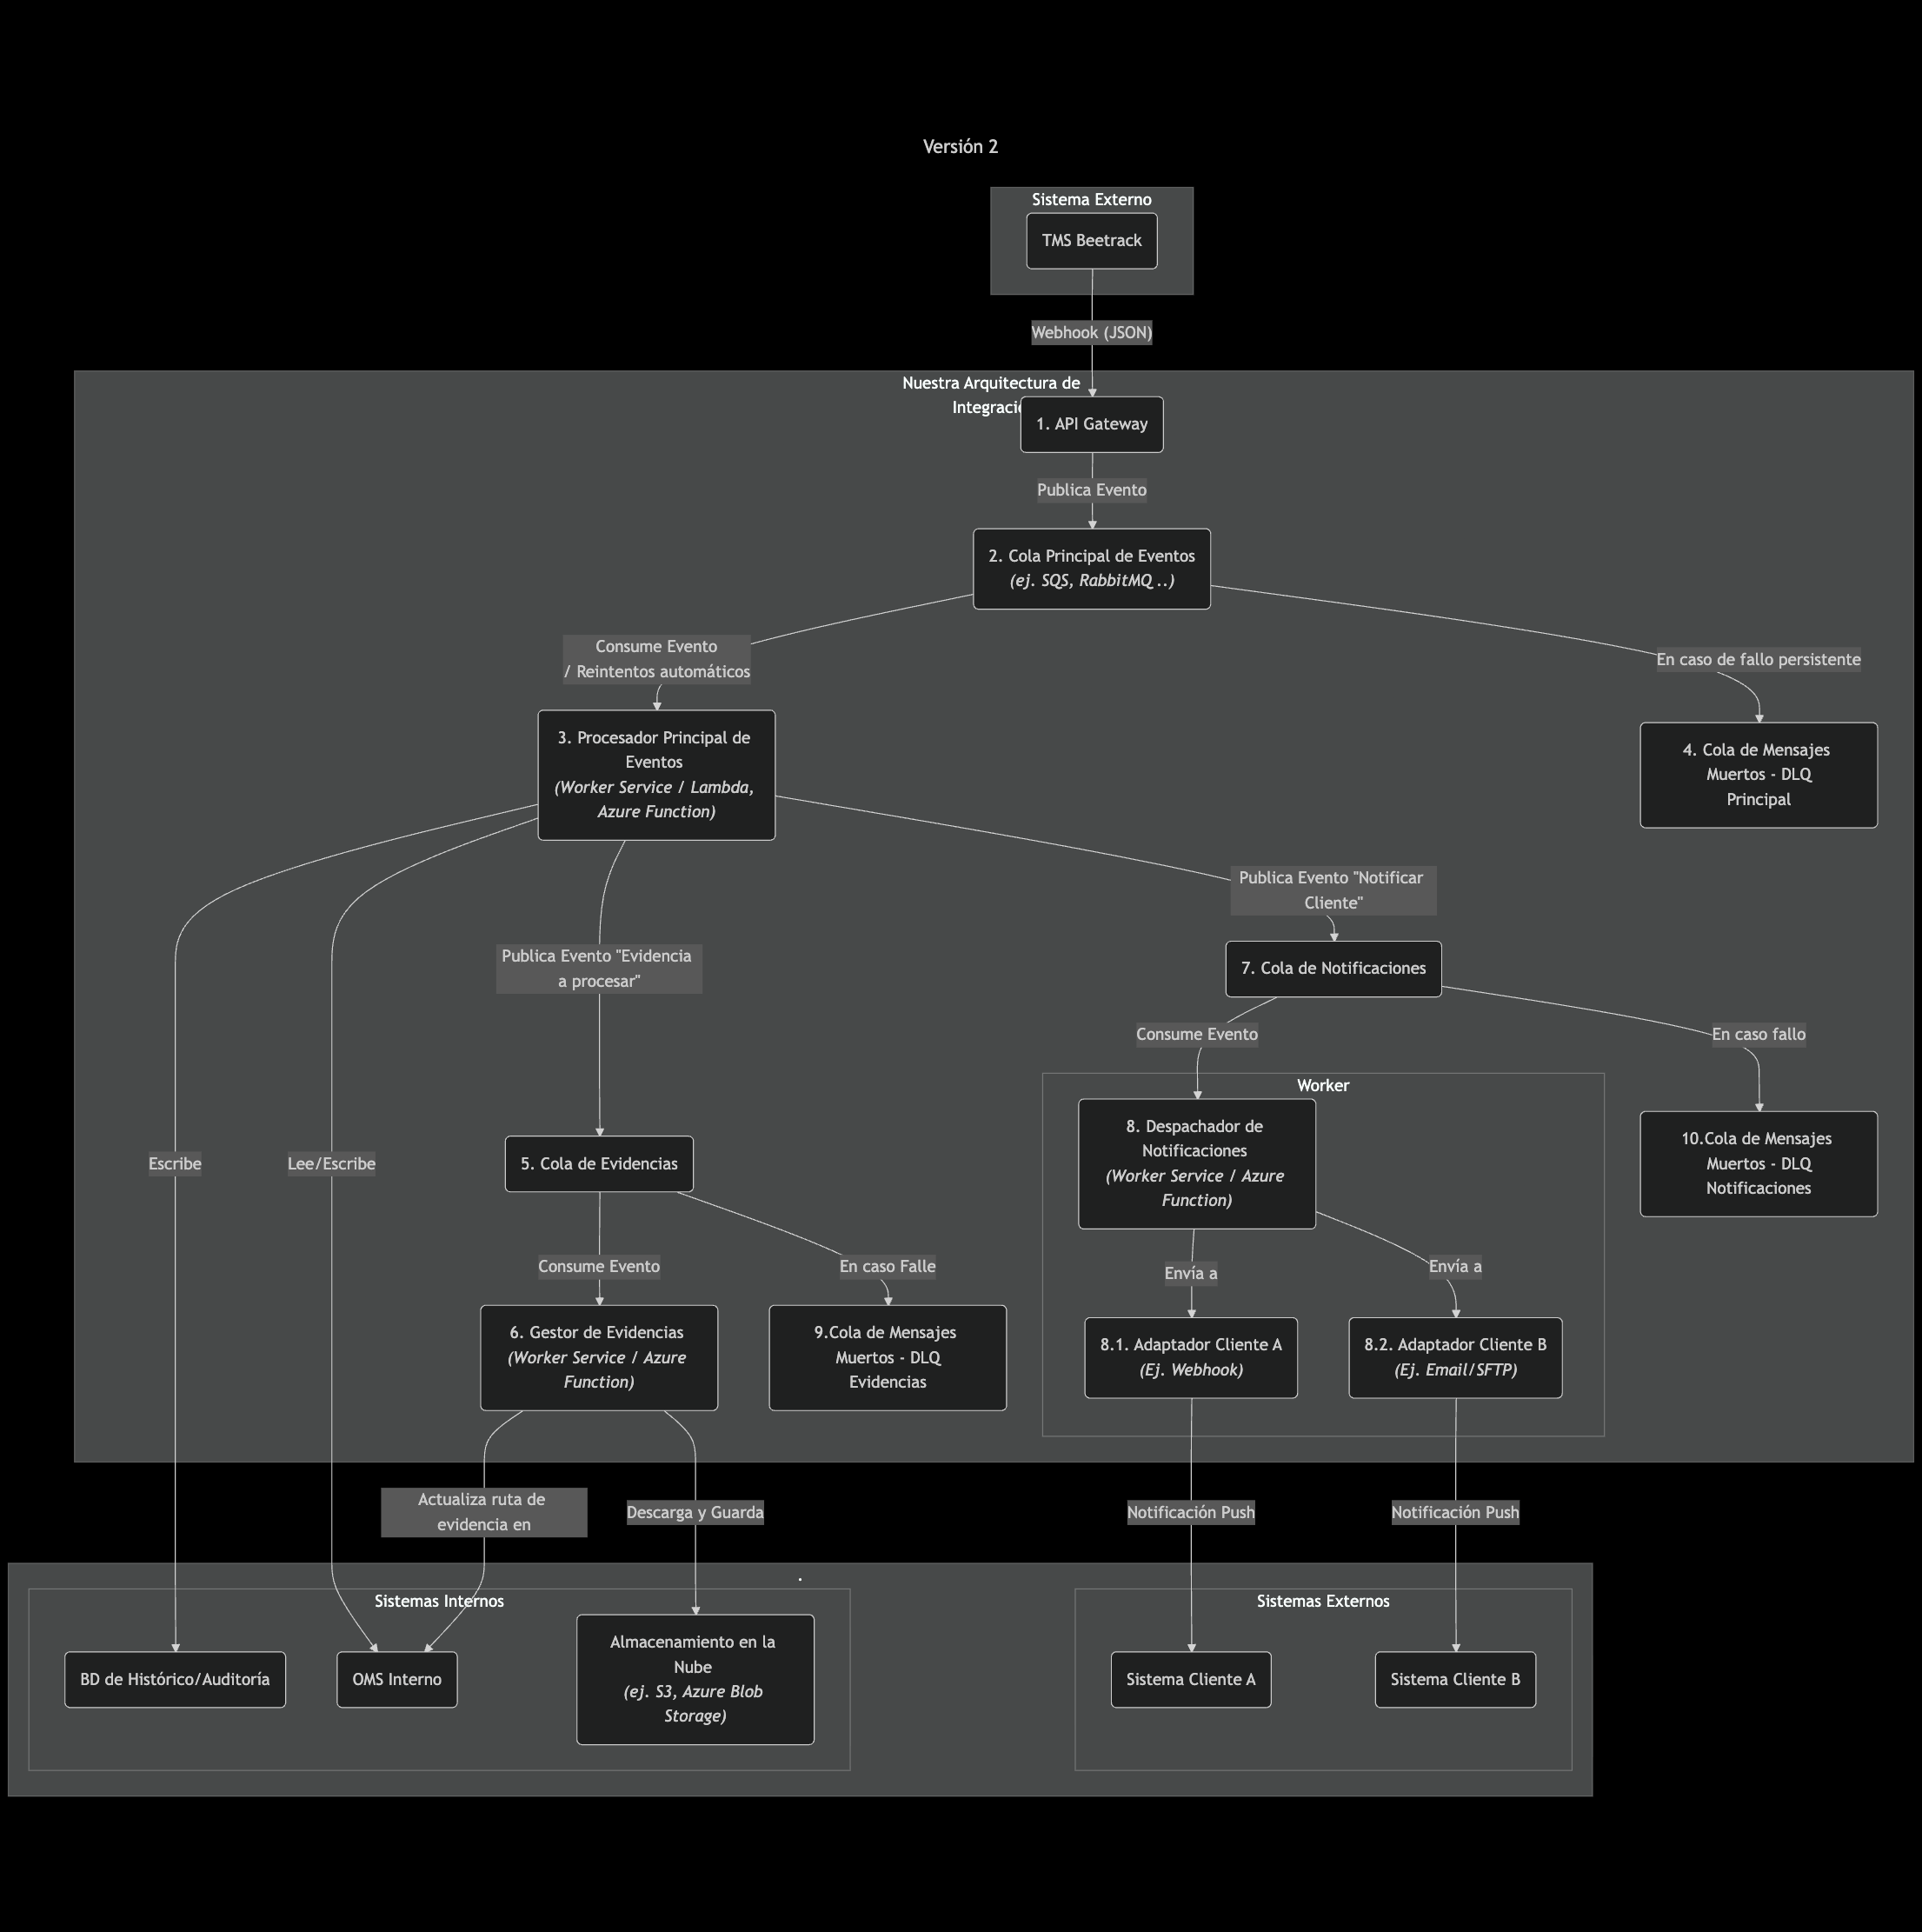 Versión 2
Sistema Externo
TMS Beetrack
Webhook (JSON)
Nuestra Arquitectura de
Integració
1. API Gateway
Publica Evento
2. Cola Principal de Eventos
(ej. SQS, RabbitMQ ..)
Consume Evento
/ Reintentos automáticos
En caso de fallo persistente
3. Procesador Principal de
Eventos
(Worker Service / Lambda,
Azure Function)
4. Cola de Mensajes
Muertos - DLQ
Principal
Publica Evento "Notificar
Cliente"
Publica Evento "Evidencia
a procesar"
7. Cola de Notificaciones
Consume Evento
En caso fallo
Worker
8. Despachador de
Notificaciones
(Worker Service / Azure
Function)
10.Cola de Mensajes
Muertos - DLQ
Notificaciones
Escribe
Lee/Escribe
5. Cola de Evidencias
Consume Evento
En caso Falle
Envía a
Envía a
6. Gestor de Evidencias
(Worker Service / Azure
Function)
9.Cola de Mensajes
Muertos - DLQ
Evidencias
8.1. Adaptador Cliente A
(Ej. Webhook)
8.2. Adaptador Cliente B
(Ej. Email/SFTP)
Actualiza ruta de
evidencia en
Descarga y Guarda
Notificación Push
Notificación Push
.
Sistemas Internos
Sistemas Externos
BD de Histórico/Auditoría
OMS Interno
Almacenamiento en la
Nube
(ej. S3, Azure Blob
Storage)
Sistema Cliente A
Sistema Cliente B